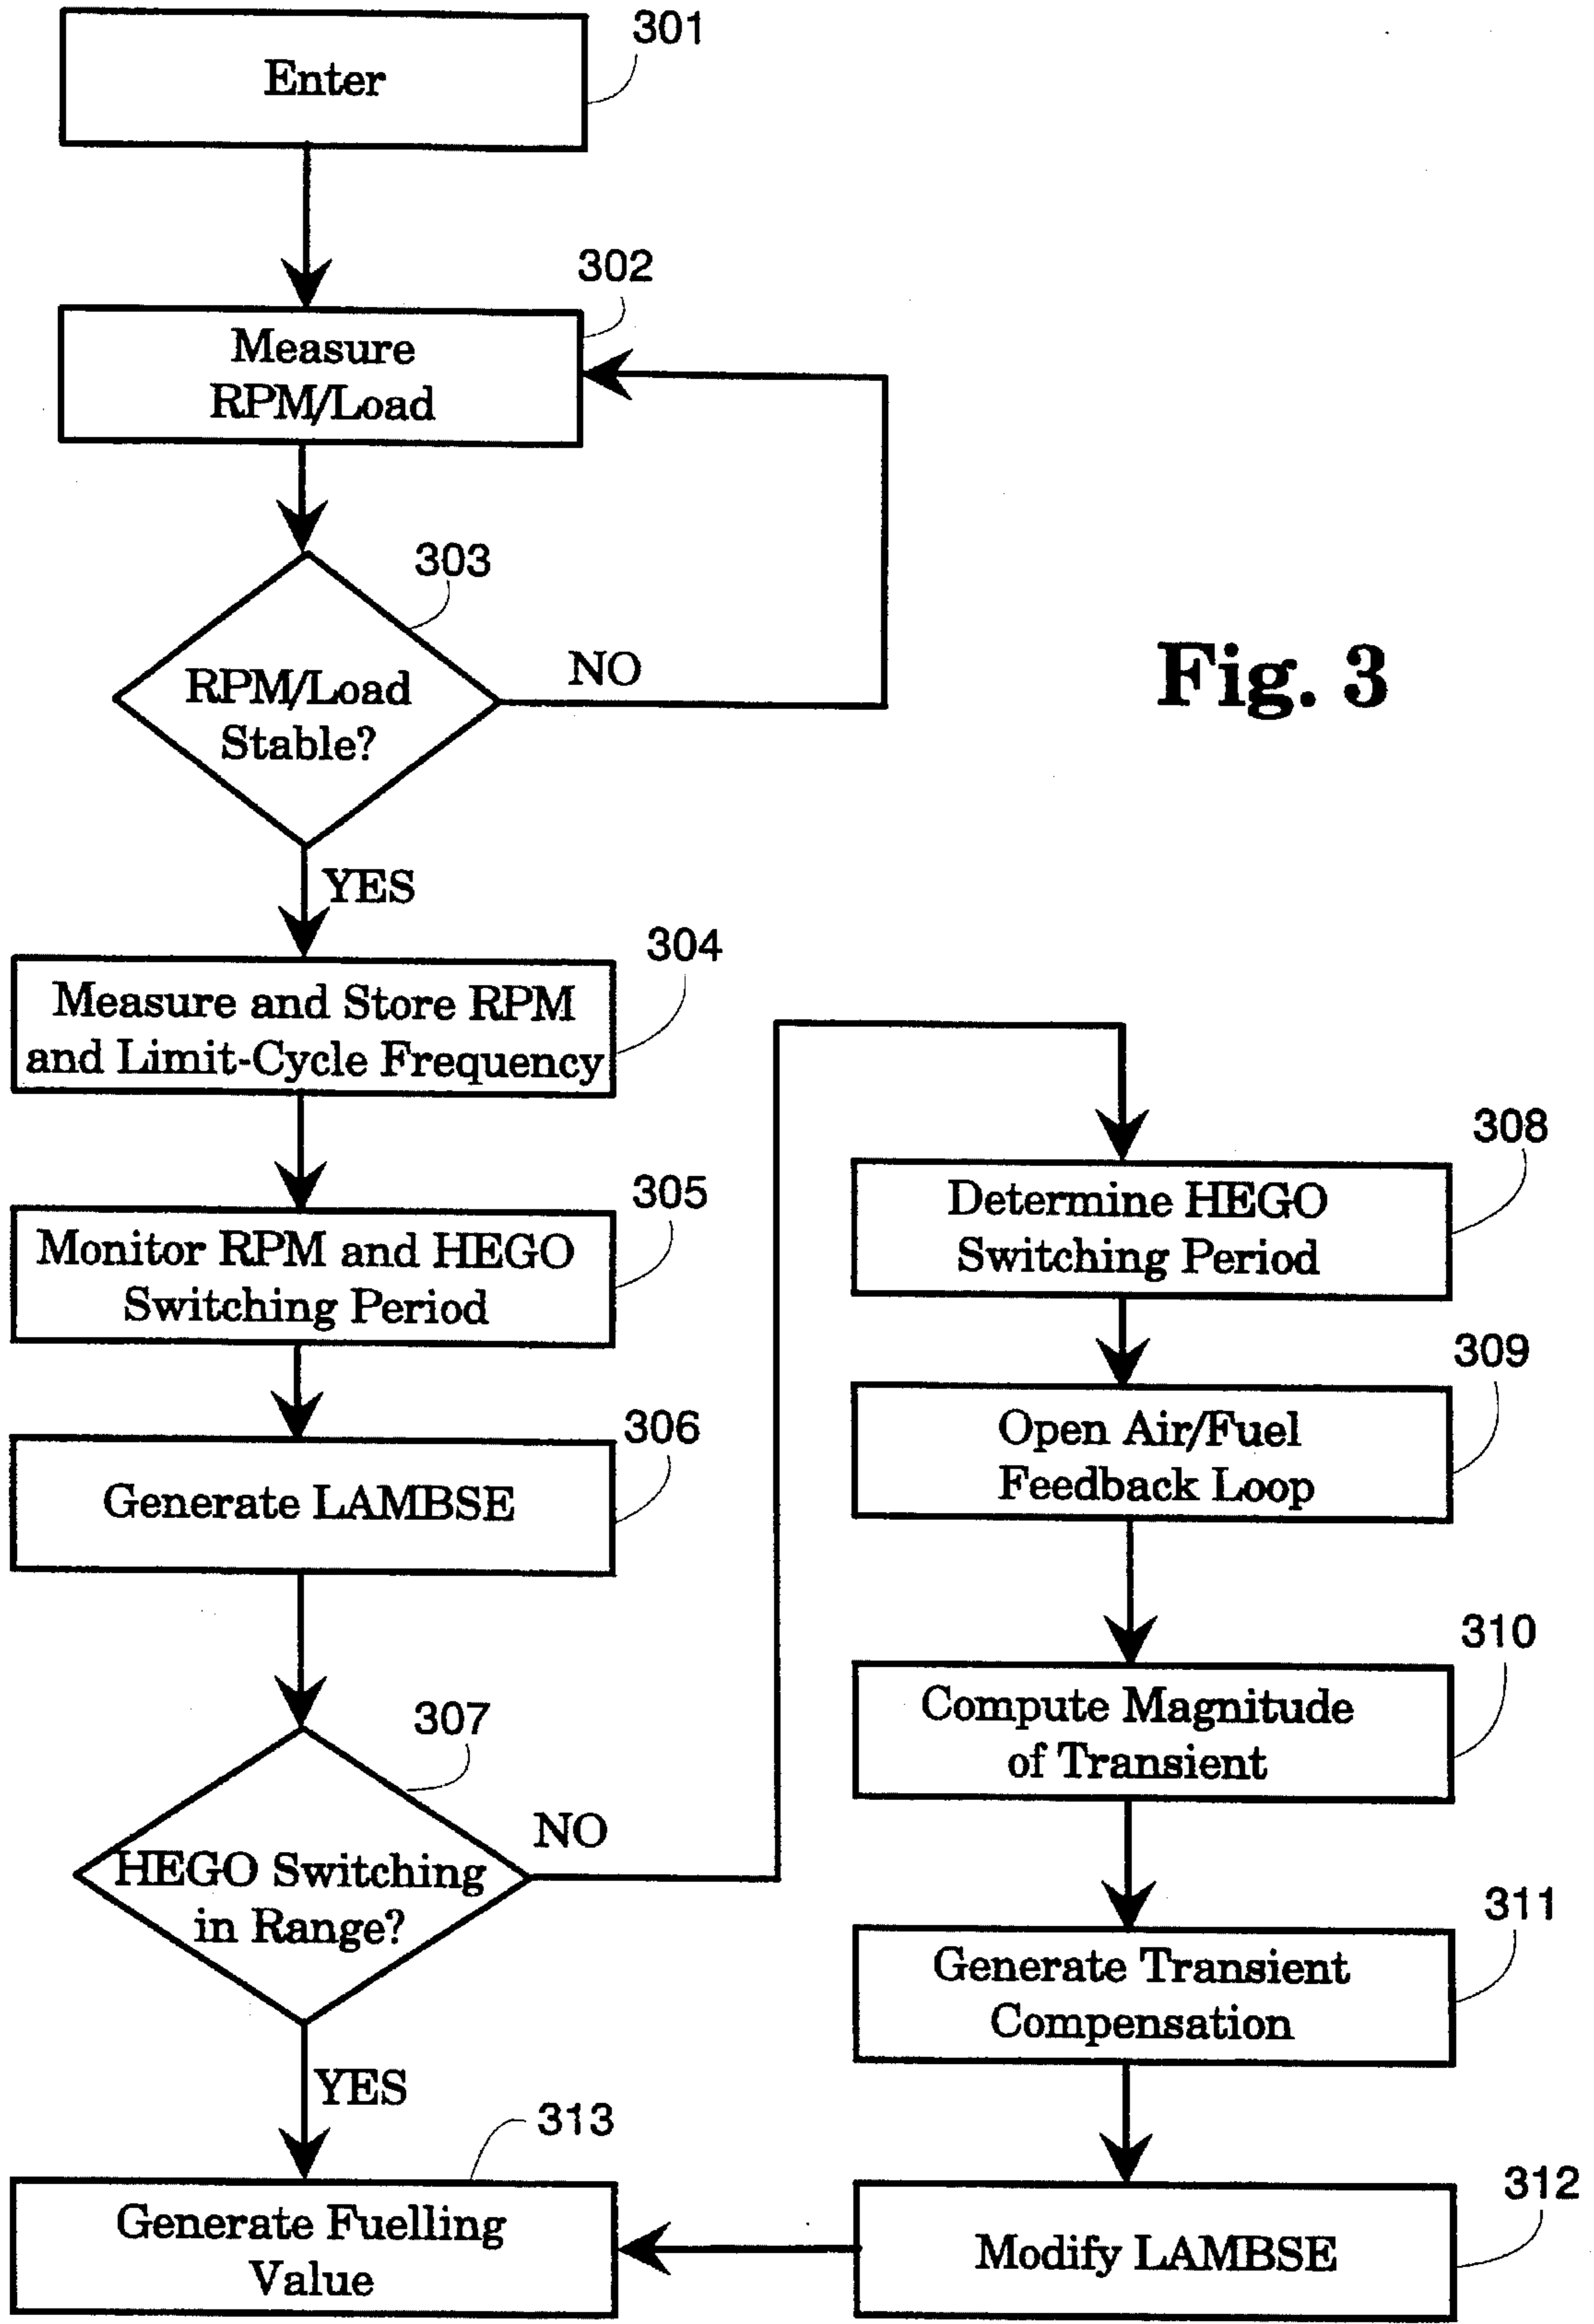 301
Enter
302
Measure
RPM/Load
303
RPM/Load
Stable?
NO
Fig. 3
YES
304
Measure and Store RPM
and Limit-Cycle Frequency
305
Monitor RPM and HEGO
Switching Period
306
Generate LAMBSE
307
HEGO Switching
in Range?
NO
YES
308
Determine HEGO
Switching Period
309
Open Air/Fuel
Feedback Loop
310
Compute Magnitude
of Transient
311
Generate Transient
Compensation
312
Modify LAMBSE
313
Generate Fuelling
Value